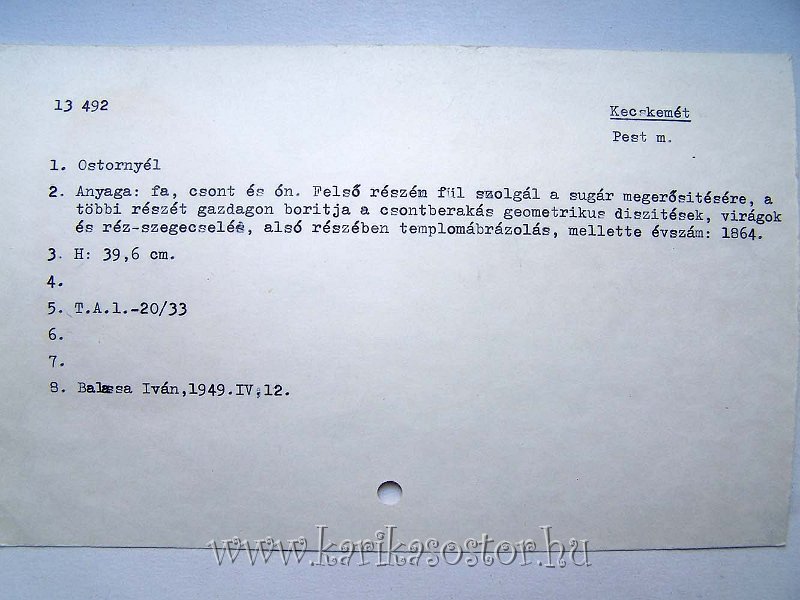 13 492
Kecskemét
Pest m.
1. Ostornyél
2. Anyaga: fa, csont és ón. Felső részén fül szolgál a sugár megerősitésére, a
többi részét gazdagon boritja a csontberakás geometrikus diszitések, virágok
és réz-szegecselés, alsó részében templomábrázolás, mellette évszám: 1864.
3. H: 39,6 cm.
4.
5. T.A.l.-20/33
6.
7.
8. Balassa Iván,1949.IV.12.
www.karikasostor.hu